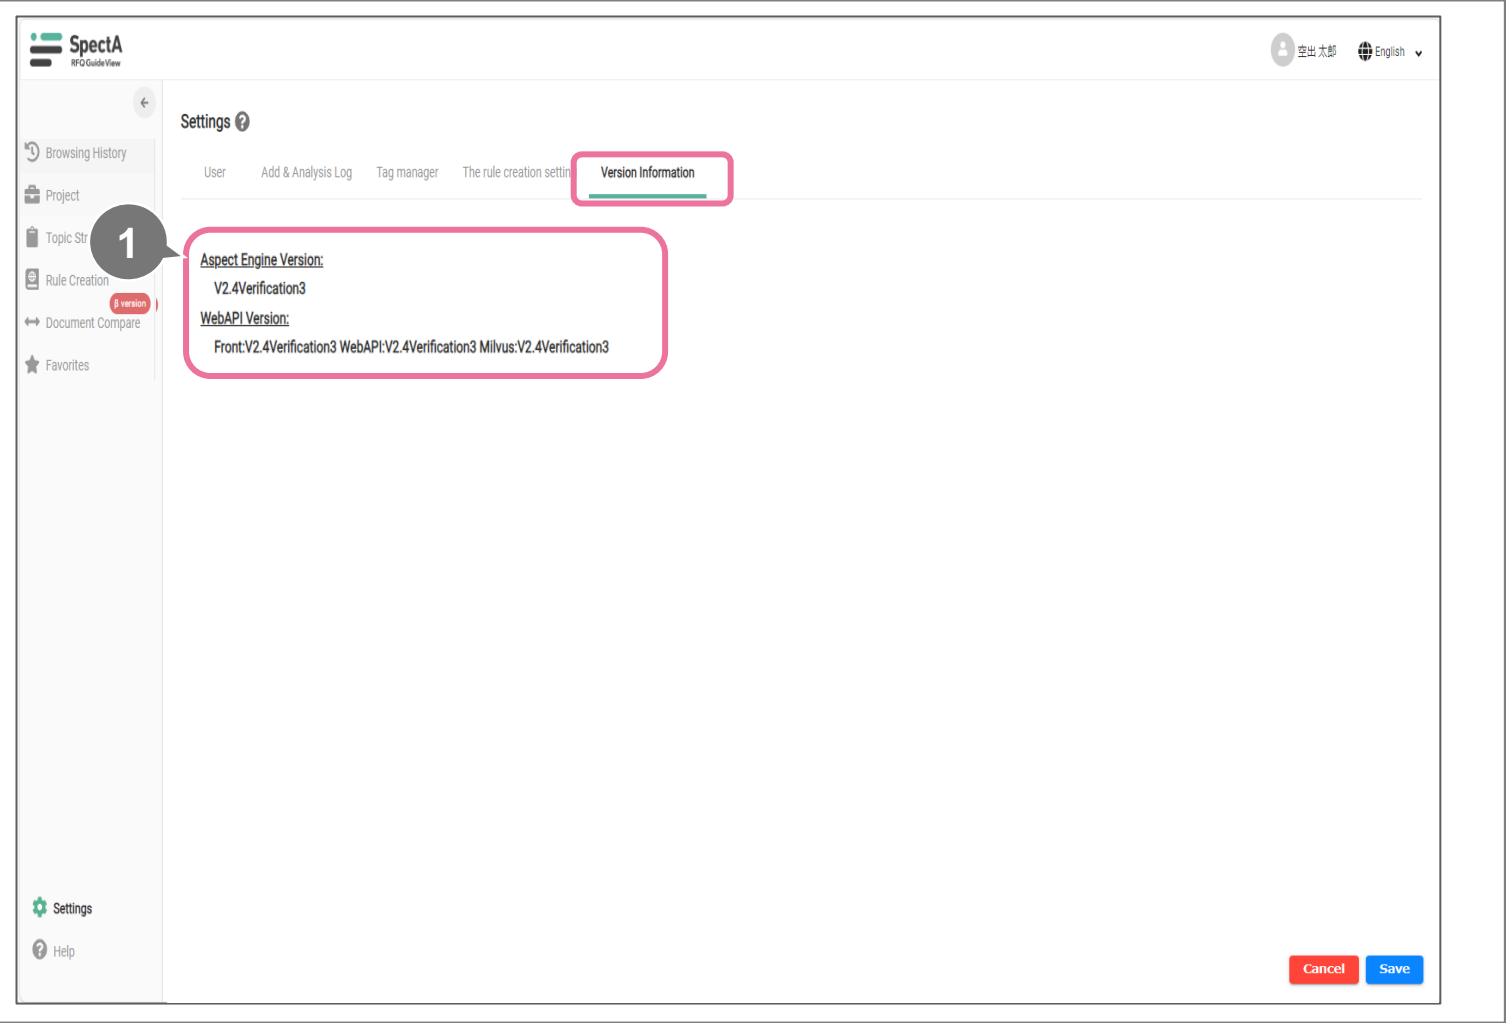 SpectA
RFQ GuideView
空出 太郎
English
Settings
User
Add & Analysis Log
Tag manager
The rule creation settin
Version Information
Browsing History
Project
Topic Str
Rule Creation
β version
Document Compare
Favorites
1
Aspect Engine Version:
V2.4Verification3
WebAPI Version:
Front:V2.4Verification3 WebAPI:V2.4Verification3 Milvus:V2.4Verification3
Settings
Help
Cancel
Save